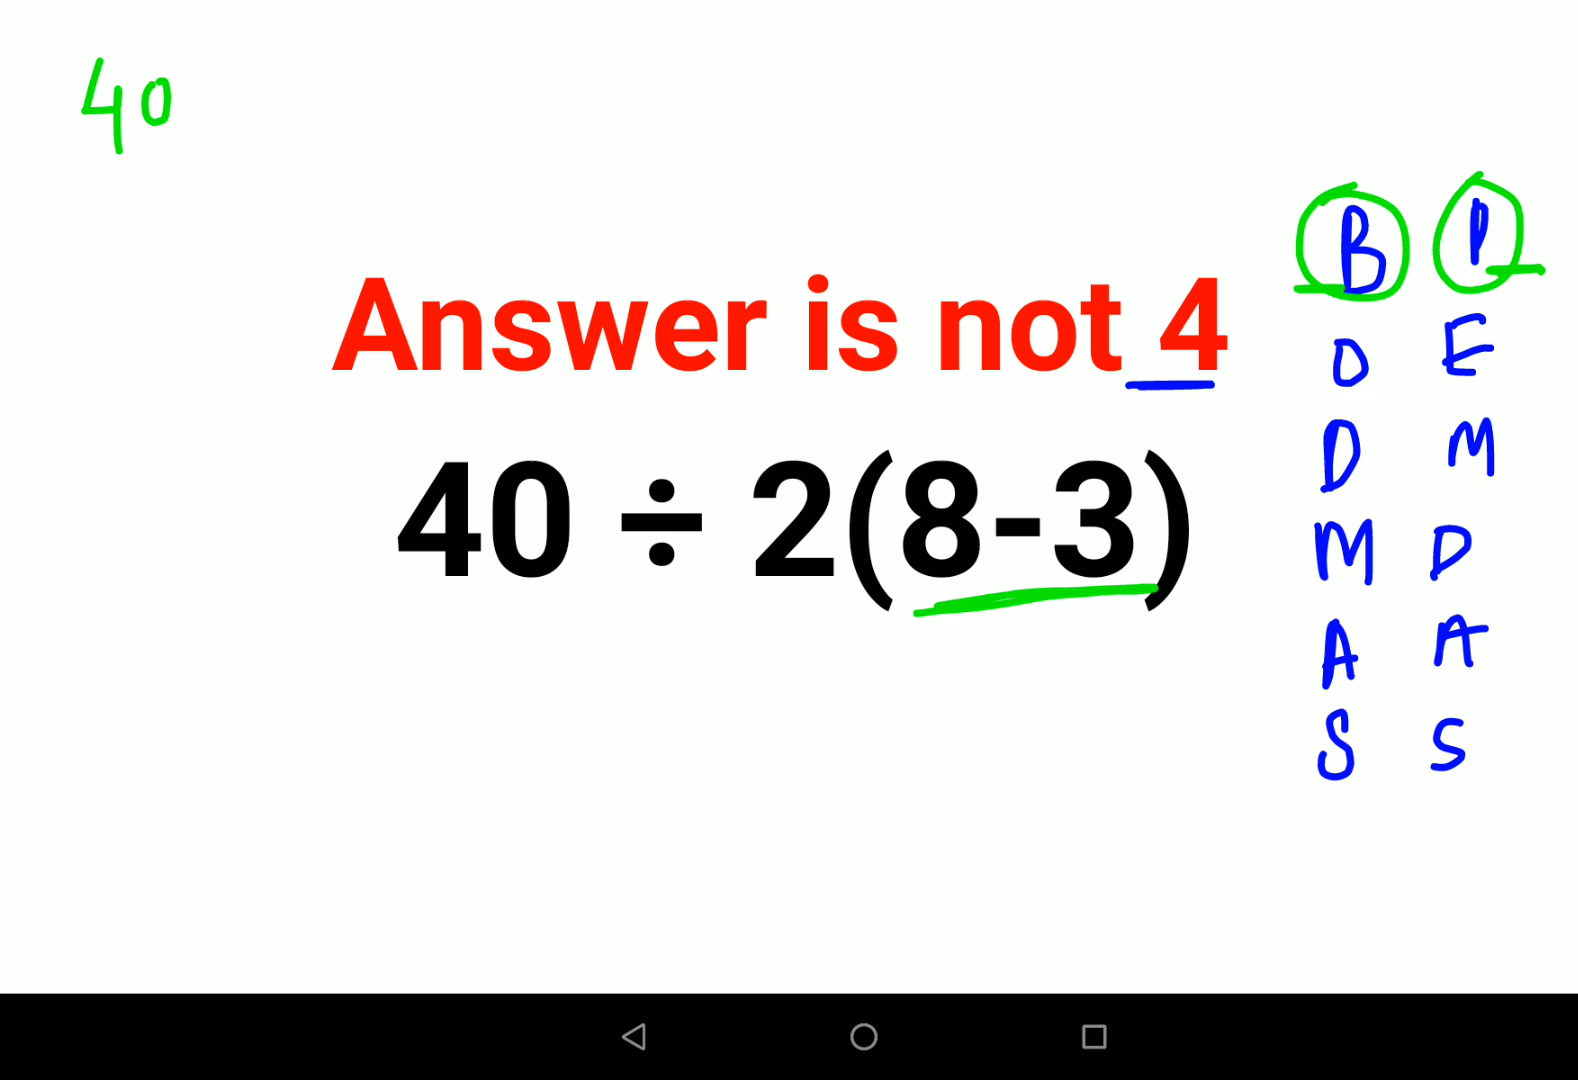 40
Answer is not 4
40 ÷ 2(8-3)
B P
O E
D M
M D
A A
S S